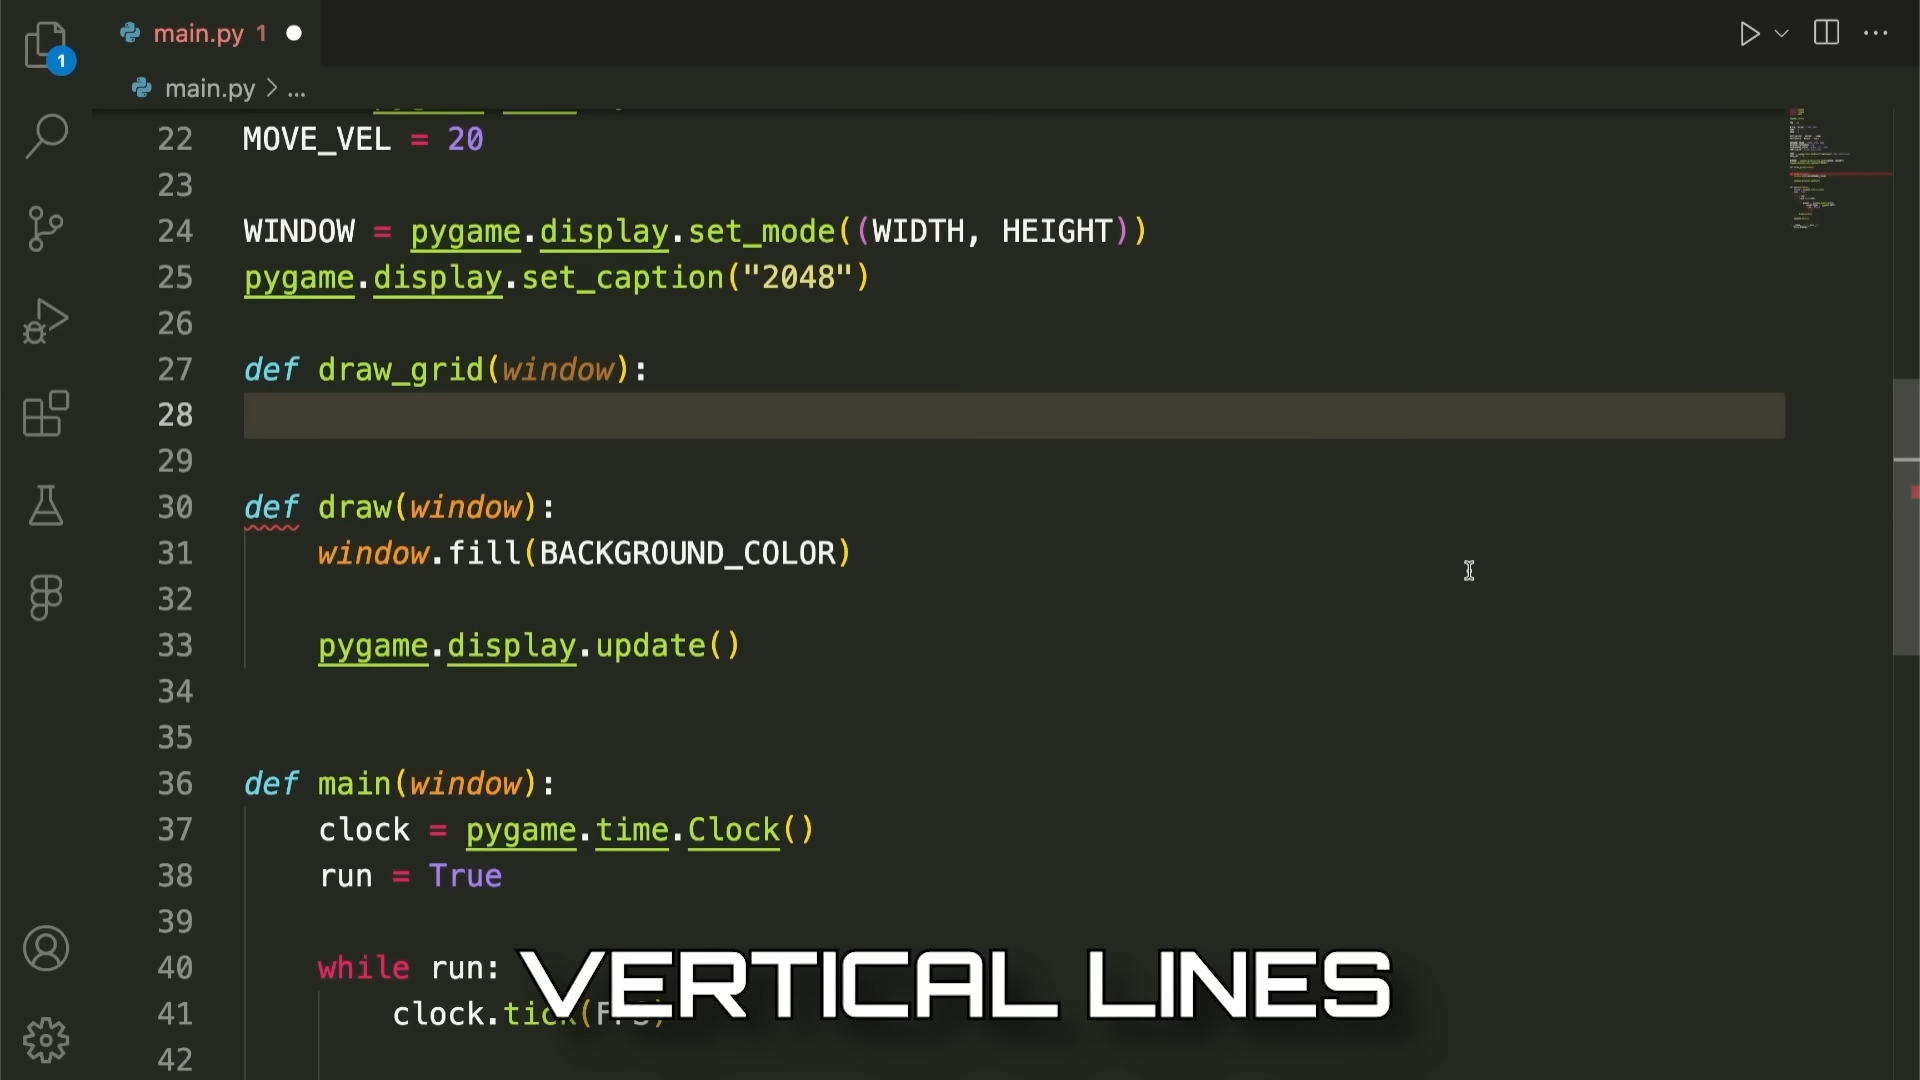 main.py 1
1
main.py > ...
22 MOVE_VEL = 20
23
24 WINDOW = pygame.display.set_mode((WIDTH, HEIGHT))
25 pygame.display.set_caption("2048")
26
27 def draw_grid(window):
28
29
30 def draw(window):
31 window.fill(BACKGROUND_COLOR)
32
33 pygame.display.update()
34
35
36 def main(window):
37 clock = pygame.time.Clock()
38 run = True
39
40 while run:
41 clock.tick(FPS)
42
VERTICAL LINES